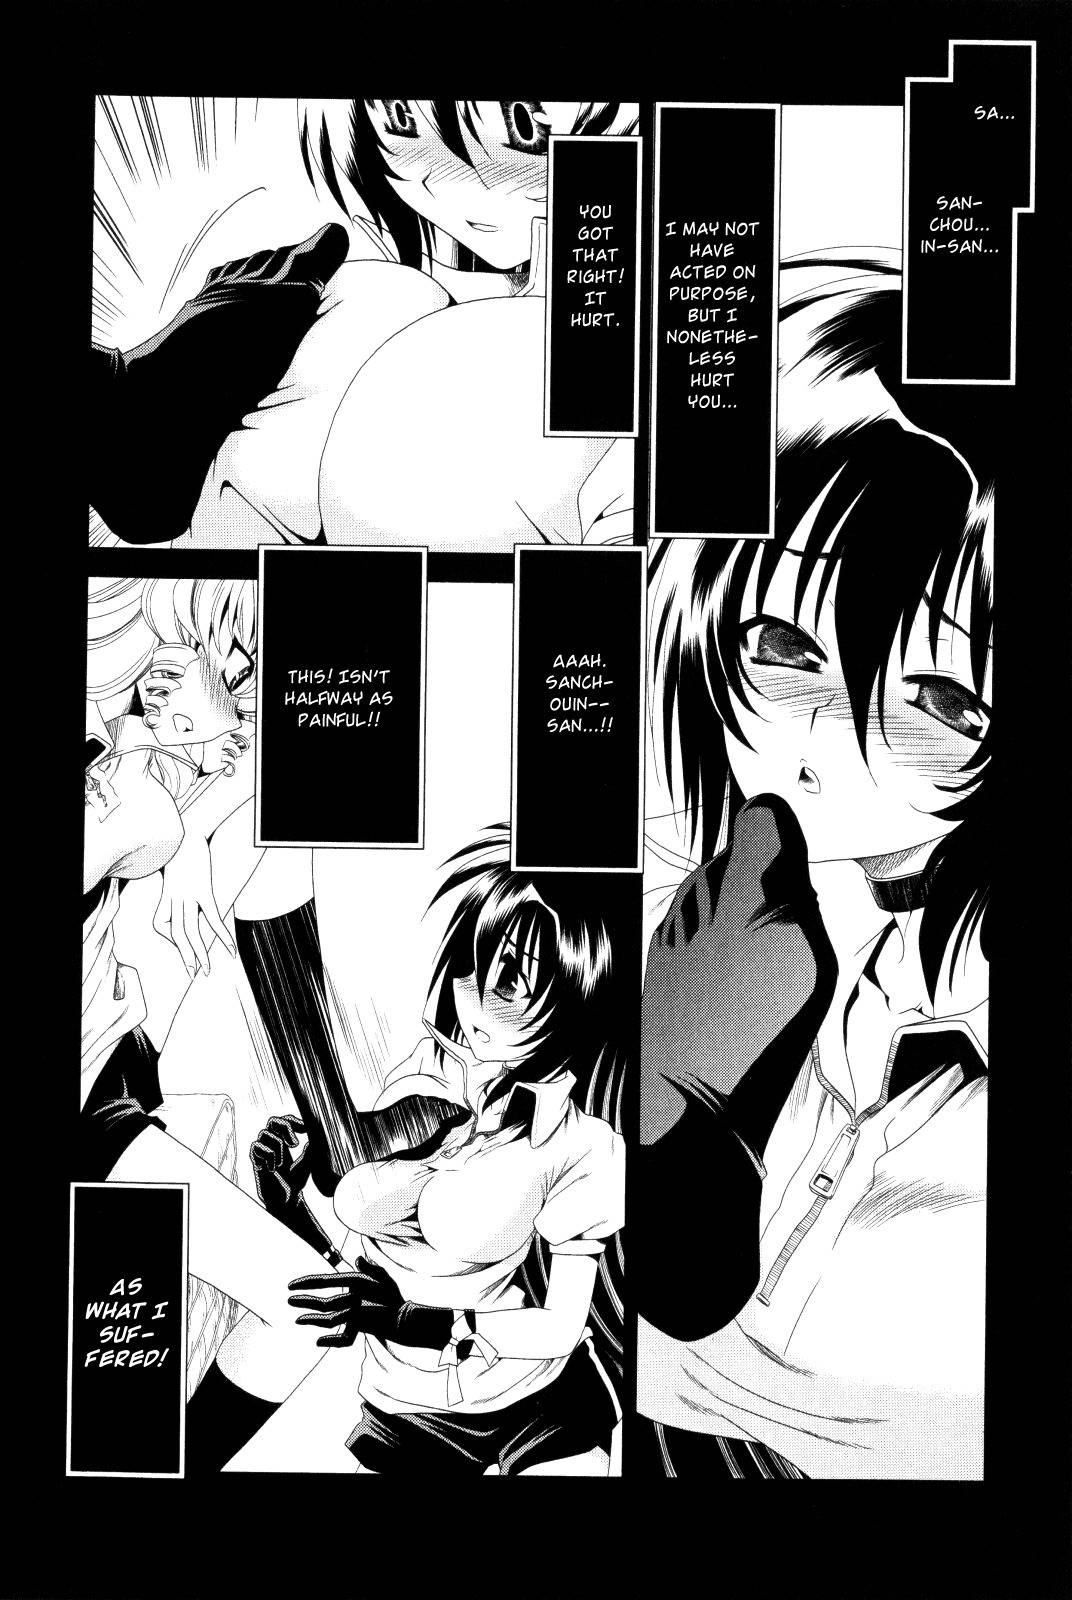 SA...
SAN-
CHOU...
IN-SAN...
I MAY NOT
HAVE
ACTED ON
PURPOSE,
BUT I
NONETHE-
LESS
HURT
YOU...
YOU
GOT
THAT
RIGHT!
IT
HURT.
AAAH.
SANCH-
OUIN--
SAN...!!
THIS! ISN'T
HALFWAY AS
PAINFUL!!
AS
WHAT I
SUF-
FERED!